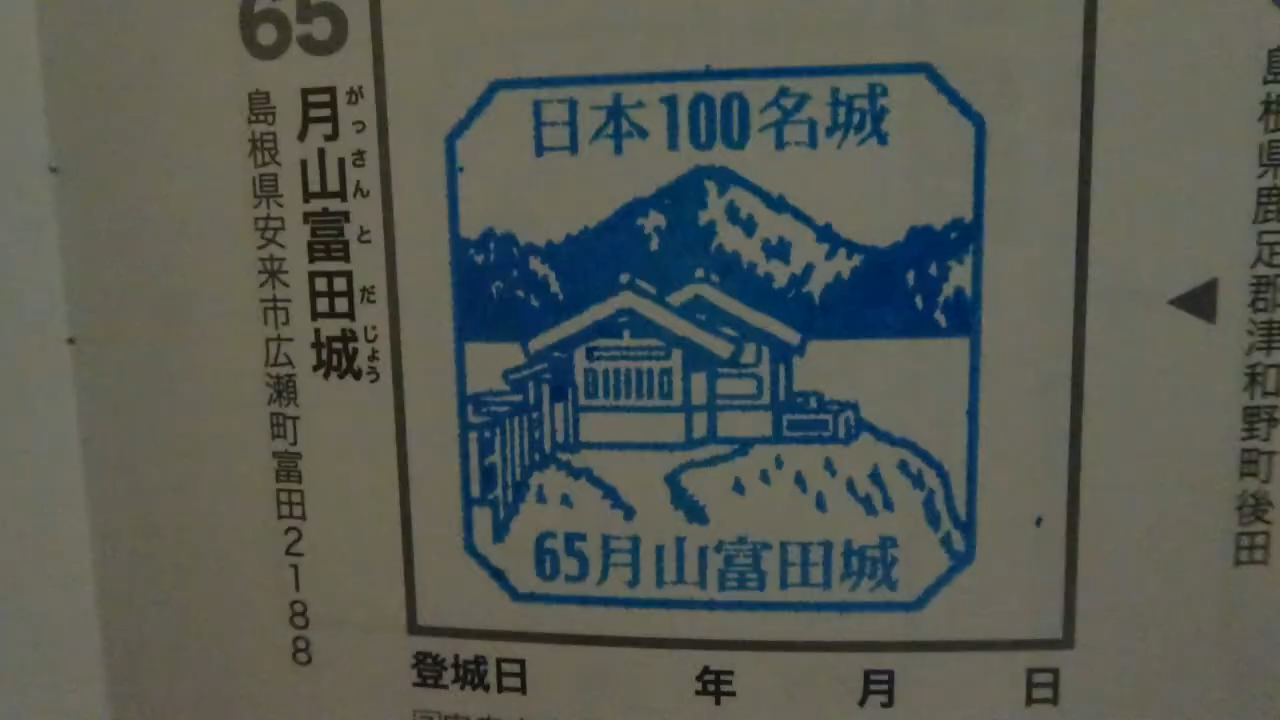 65
月山富田城
がっさんとだじょう
島根県安来市広瀬町富田2188
日本100名城
65月山富田城
登城日 年 月 日
島根県鹿足郡津和野町後田